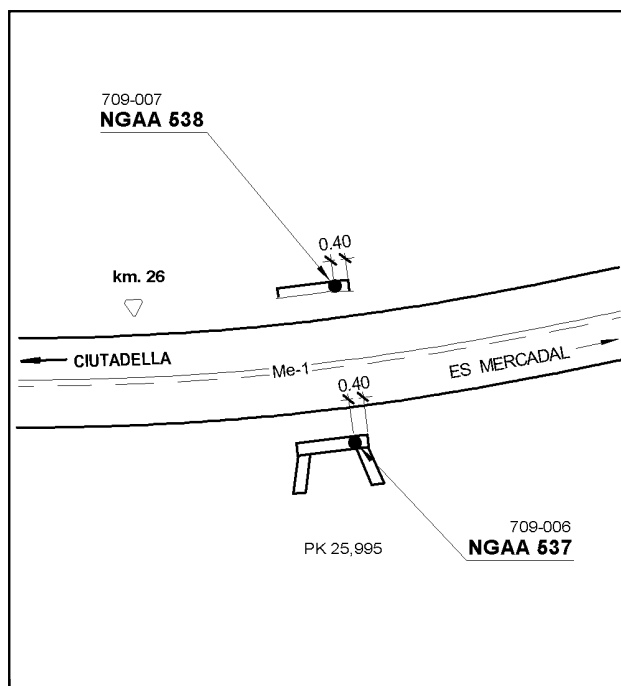 709-007
NGAA 538
0.40
km. 26
CIUTADELLA
Me-1
ES MERCADAL
0.40
709-006
NGAA 537
PK 25,995